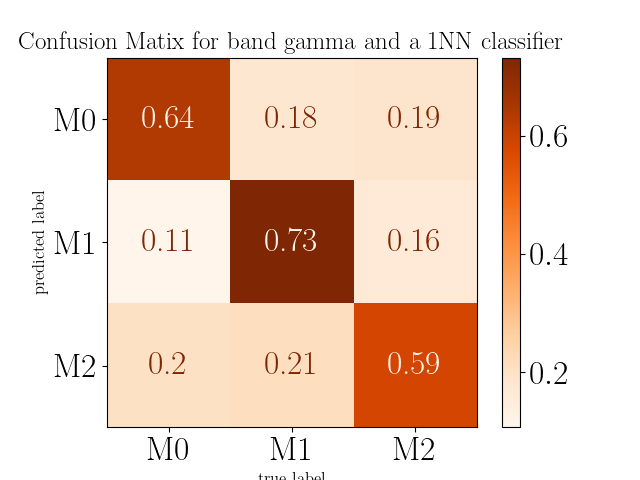 Confusion Matix for band gamma and a 1NN classifier
M0 0.64 0.18 0.19
M1 0.11 0.73 0.16
M2 0.2 0.21 0.59
M0 M1 M2
predicted label
true label
0.6
0.4
0.2